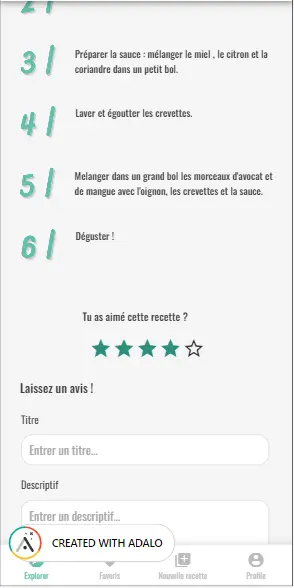 2 |
3 |
Préparer la sauce : mélanger le miel , le citron et la
coriandre dans un petit bol.
4 |
Laver et égoutter les crevettes.
5 |
Melanger dans un grand bol les morceaux d'avocat et
de mangue avec l'oignon, les crevettes et la sauce.
6 |
Déguster !
Tu as aimé cette recette ?
Laissez un avis !
Titre
Entrer un titre...
Descriptif
Entrer un descriptif...
CREATED WITH ADALO
Explorer
Favoris
Nouvelle recette
Profile